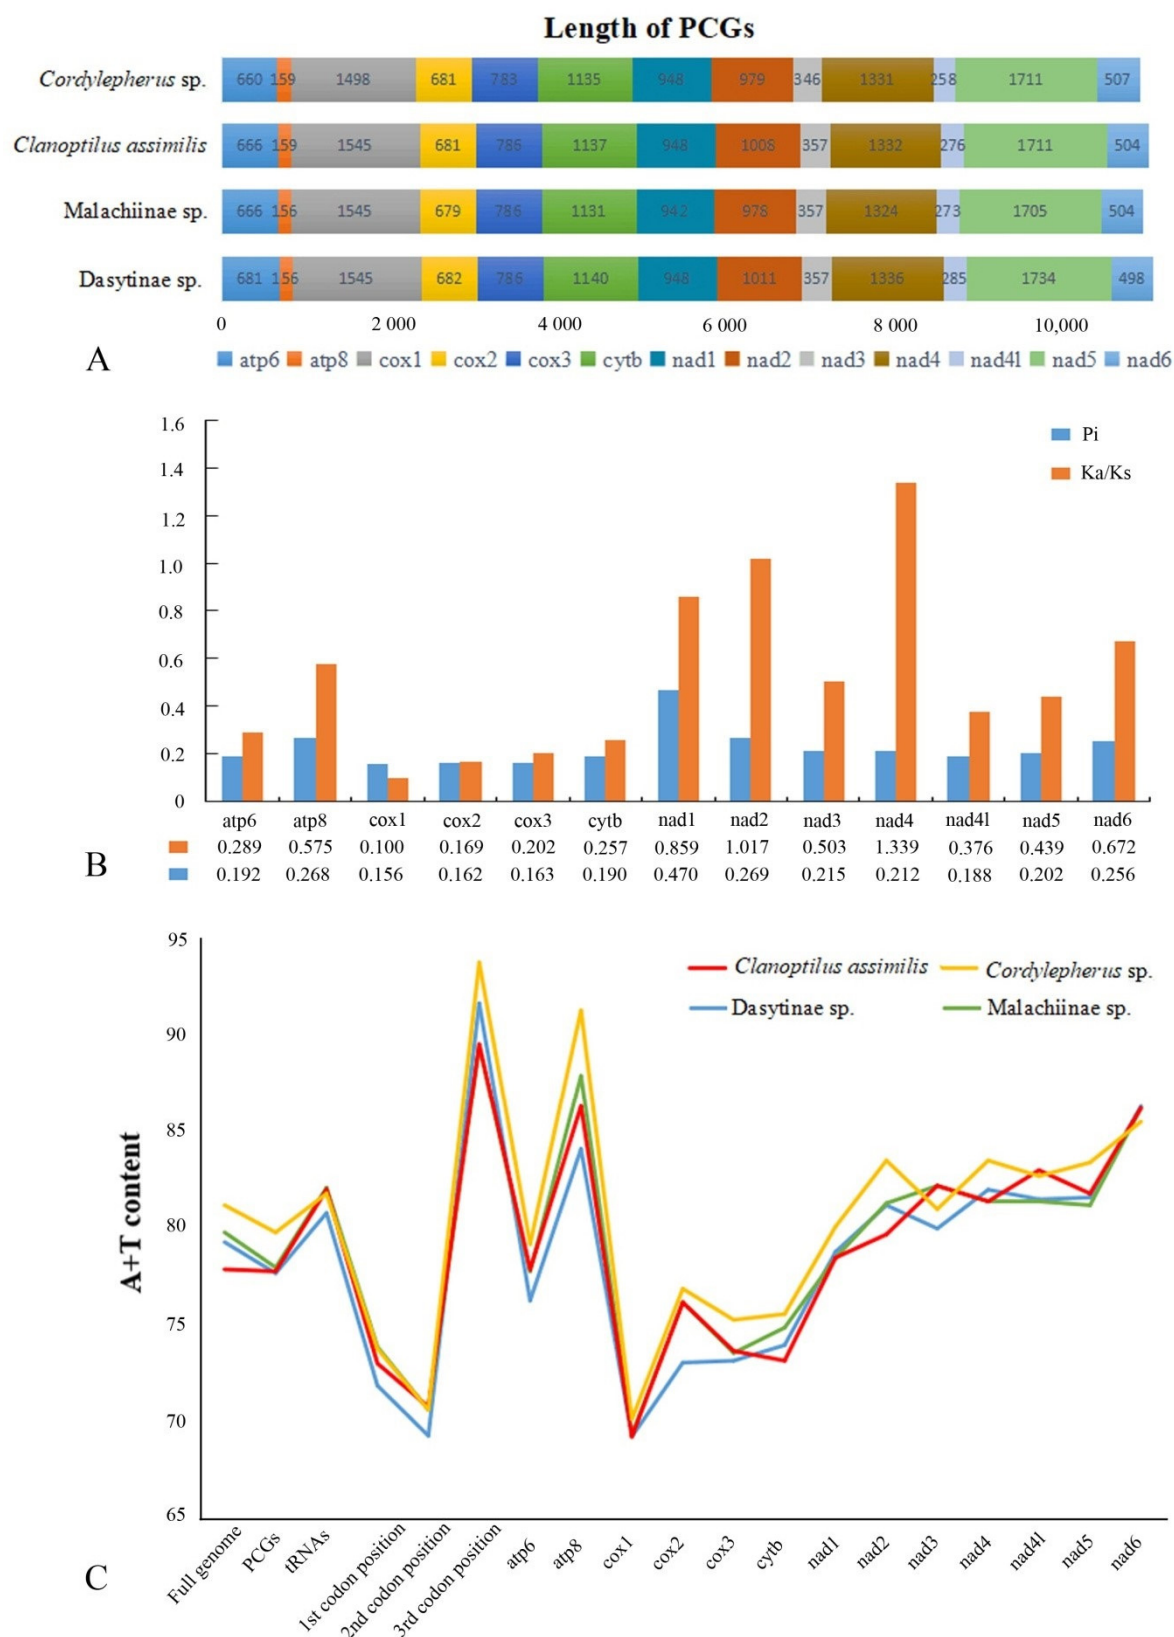 Length of PCGs
Cordylepherus sp. 660 159 1498 681 783 1135 948 979 346 1331 258 1711 507
Clanoptilus assimilis 666 159 1545 681 786 1137 948 1008 357 1332 276 1711 504
Malachiinae sp. 666 156 1545 679 786 1131 942 978 357 1324 273 1705 504
Dasytinae sp. 681 156 1545 682 786 1140 948 1011 357 1336 285 1734 498
0 2 000 4 000 6 000 8 000 10,000
A atp6 atp8 cox1 cox2 cox3 cytb nad1 nad2 nad3 nad4 nad4l nad5 nad6
1.6
Pi
1.4
Ka/Ks
1.2
1.0
0.8
0.6
0.4
0.2
0
atp6 atp8 cox1 cox2 cox3 cytb nad1 nad2 nad3 nad4 nad4l nad5 nad6
0.289 0.575 0.100 0.169 0.202 0.257 0.859 1.017 0.503 1.339 0.376 0.439 0.672
B 0.192 0.268 0.156 0.162 0.163 0.190 0.470 0.269 0.215 0.212 0.188 0.202 0.256
95
Clanoptilus assimilis Cordylepherus sp.
Dasytinae sp. Malachiinae sp.
90
85
A+T content
80
75
70
65
Full genome PCGs tRNAs 1st codon position 2nd codon position 3rd codon position atp6 atp8 cox1 cox2 cox3 cytb nad1 nad2 nad3 nad4 nad4l nad5 nad6
C